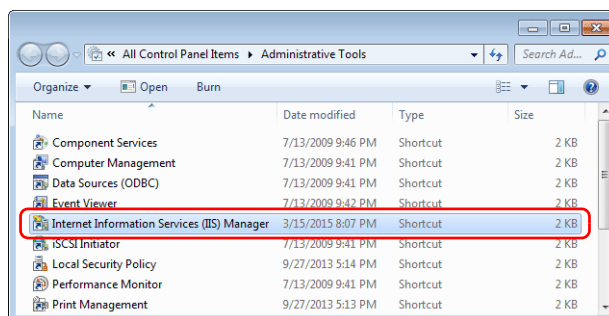 « All Control Panel Items ▸ Administrative Tools Search Ad...
Organize ▾ Open Burn
Name Date modified Type Size
Component Services 7/13/2009 9:46 PM Shortcut 2 KB
Computer Management 7/13/2009 9:41 PM Shortcut 2 KB
Data Sources (ODBC) 7/13/2009 9:41 PM Shortcut 2 KB
Event Viewer 7/13/2009 9:42 PM Shortcut 2 KB
Internet Information Services (IIS) Manager 3/15/2015 8:07 PM Shortcut 2 KB
iSCSI Initiator 7/13/2009 9:41 PM Shortcut 2 KB
Local Security Policy 9/27/2013 5:14 PM Shortcut 2 KB
Performance Monitor 7/13/2009 9:41 PM Shortcut 2 KB
Print Management 9/27/2013 5:13 PM Shortcut 2 KB